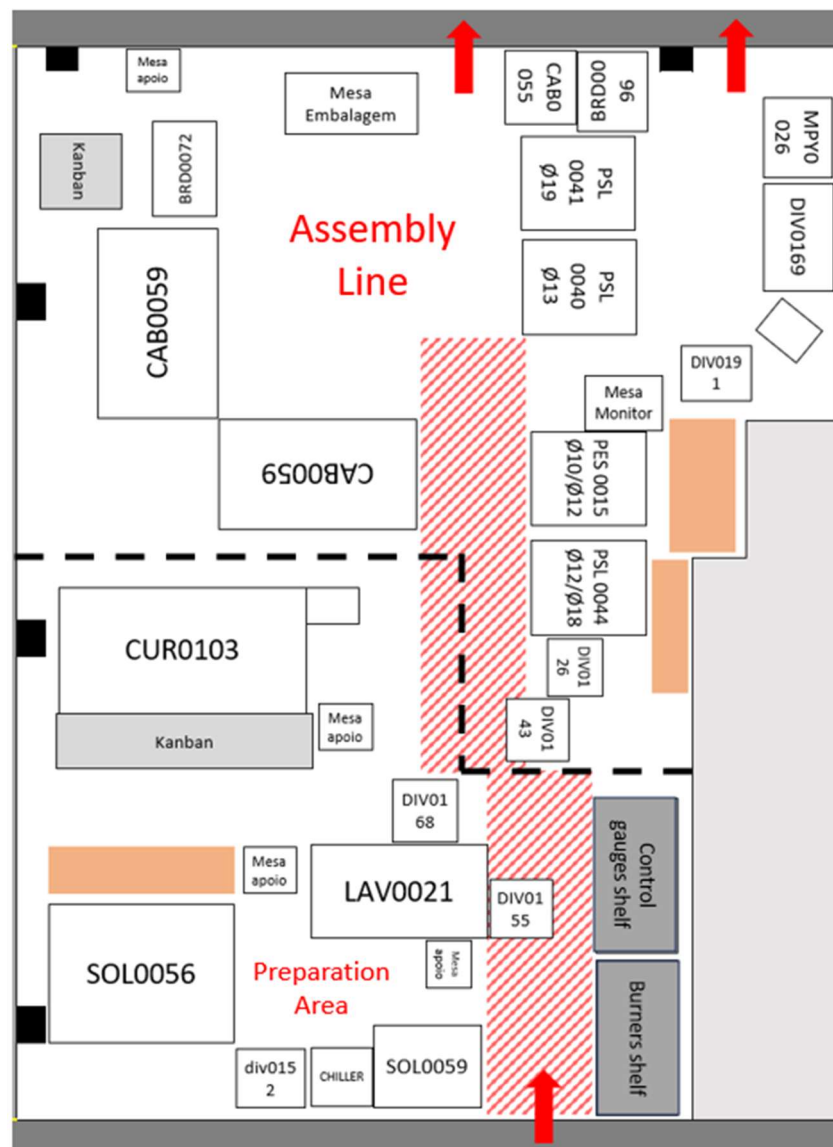 Mesa
apoio
Mesa
Embalagem
CAB0
055
BRD00
96
MPY0
026
Kanban
BRD0072
PSL
0041
Ø19
DIV0169
Assembly
Line
CAB0059
PSL
0040
Ø13
DIV019
1
Mesa
Monitor
CAB0059
PES 0015
Ø10/Ø12
PSL 0044
Ø12/Ø18
CUR0103
DIV01
26
Mesa
apoio
Kanban
DIV01
43
DIV01
68
Control
gauges shelf
Mesa
apoio
LAV0021
DIV01
55
SOL0056
Preparation
Area
Mesa
apoio
Burners shelf
div015
2
CHILLER
SOL0059